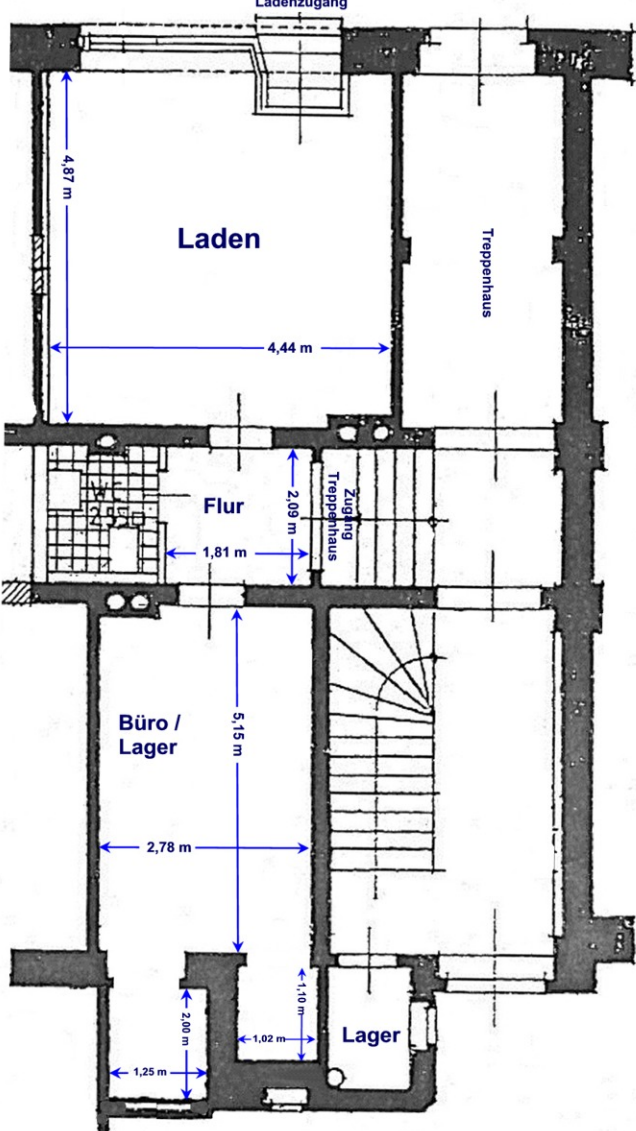 Ladenzugang
4,87 m
Laden
Treppenhaus
4,44 m
WC
Flur
2,09 m
Zugang
Treppenhaus
1,81 m
Büro /
Lager
5,15 m
2,78 m
2,00 m
1,10 m
1,02 m
Lager
1,25 m